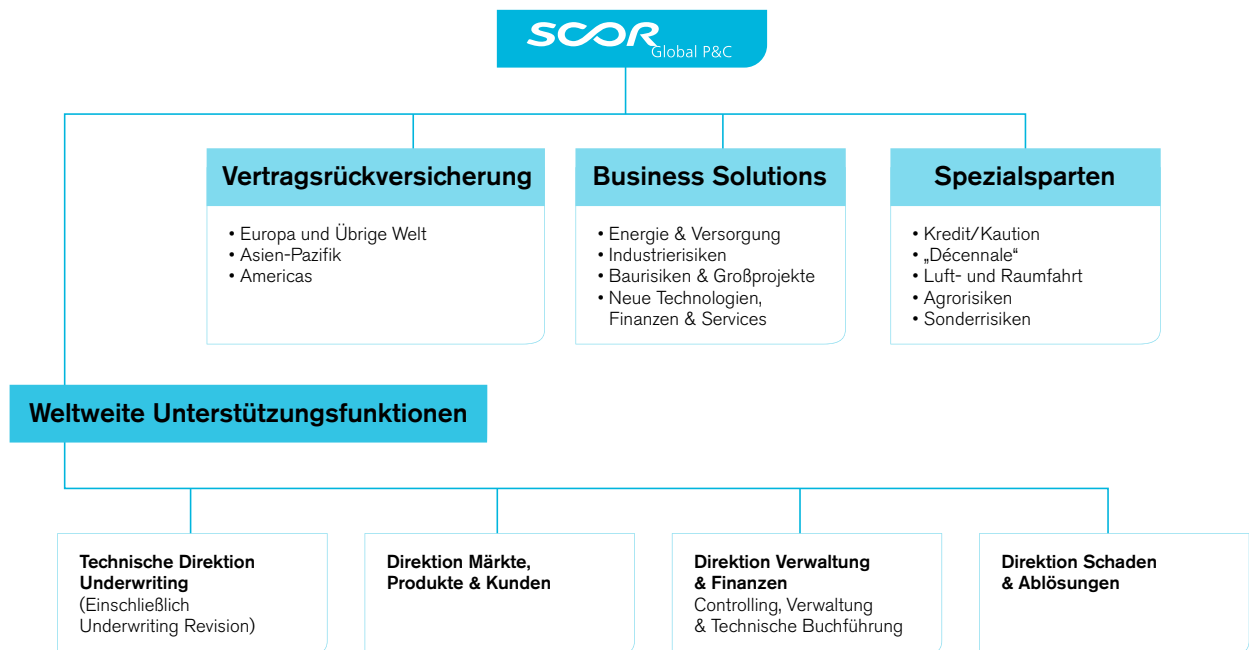 SCOR
Global P&C
Vertragsrückversicherung
• Europa und Übrige Welt
• Asien-Pazifik
• Americas
Business Solutions
• Energie & Versorgung
• Industrierisiken
• Baurisiken & Großprojekte
• Neue Technologien,
Finanzen & Services
Spezialsparten
• Kredit/Kaution
• „Décennale“
• Luft- und Raumfahrt
• Agrorisiken
• Sonderrisiken
Weltweite Unterstützungsfunktionen
Technische Direktion
Underwriting
(Einschließlich
Underwriting Revision)
Direktion Märkte,
Produkte & Kunden
Direktion Verwaltung
& Finanzen
Controlling, Verwaltung
& Technische Buchführung
Direktion Schaden
& Ablösungen